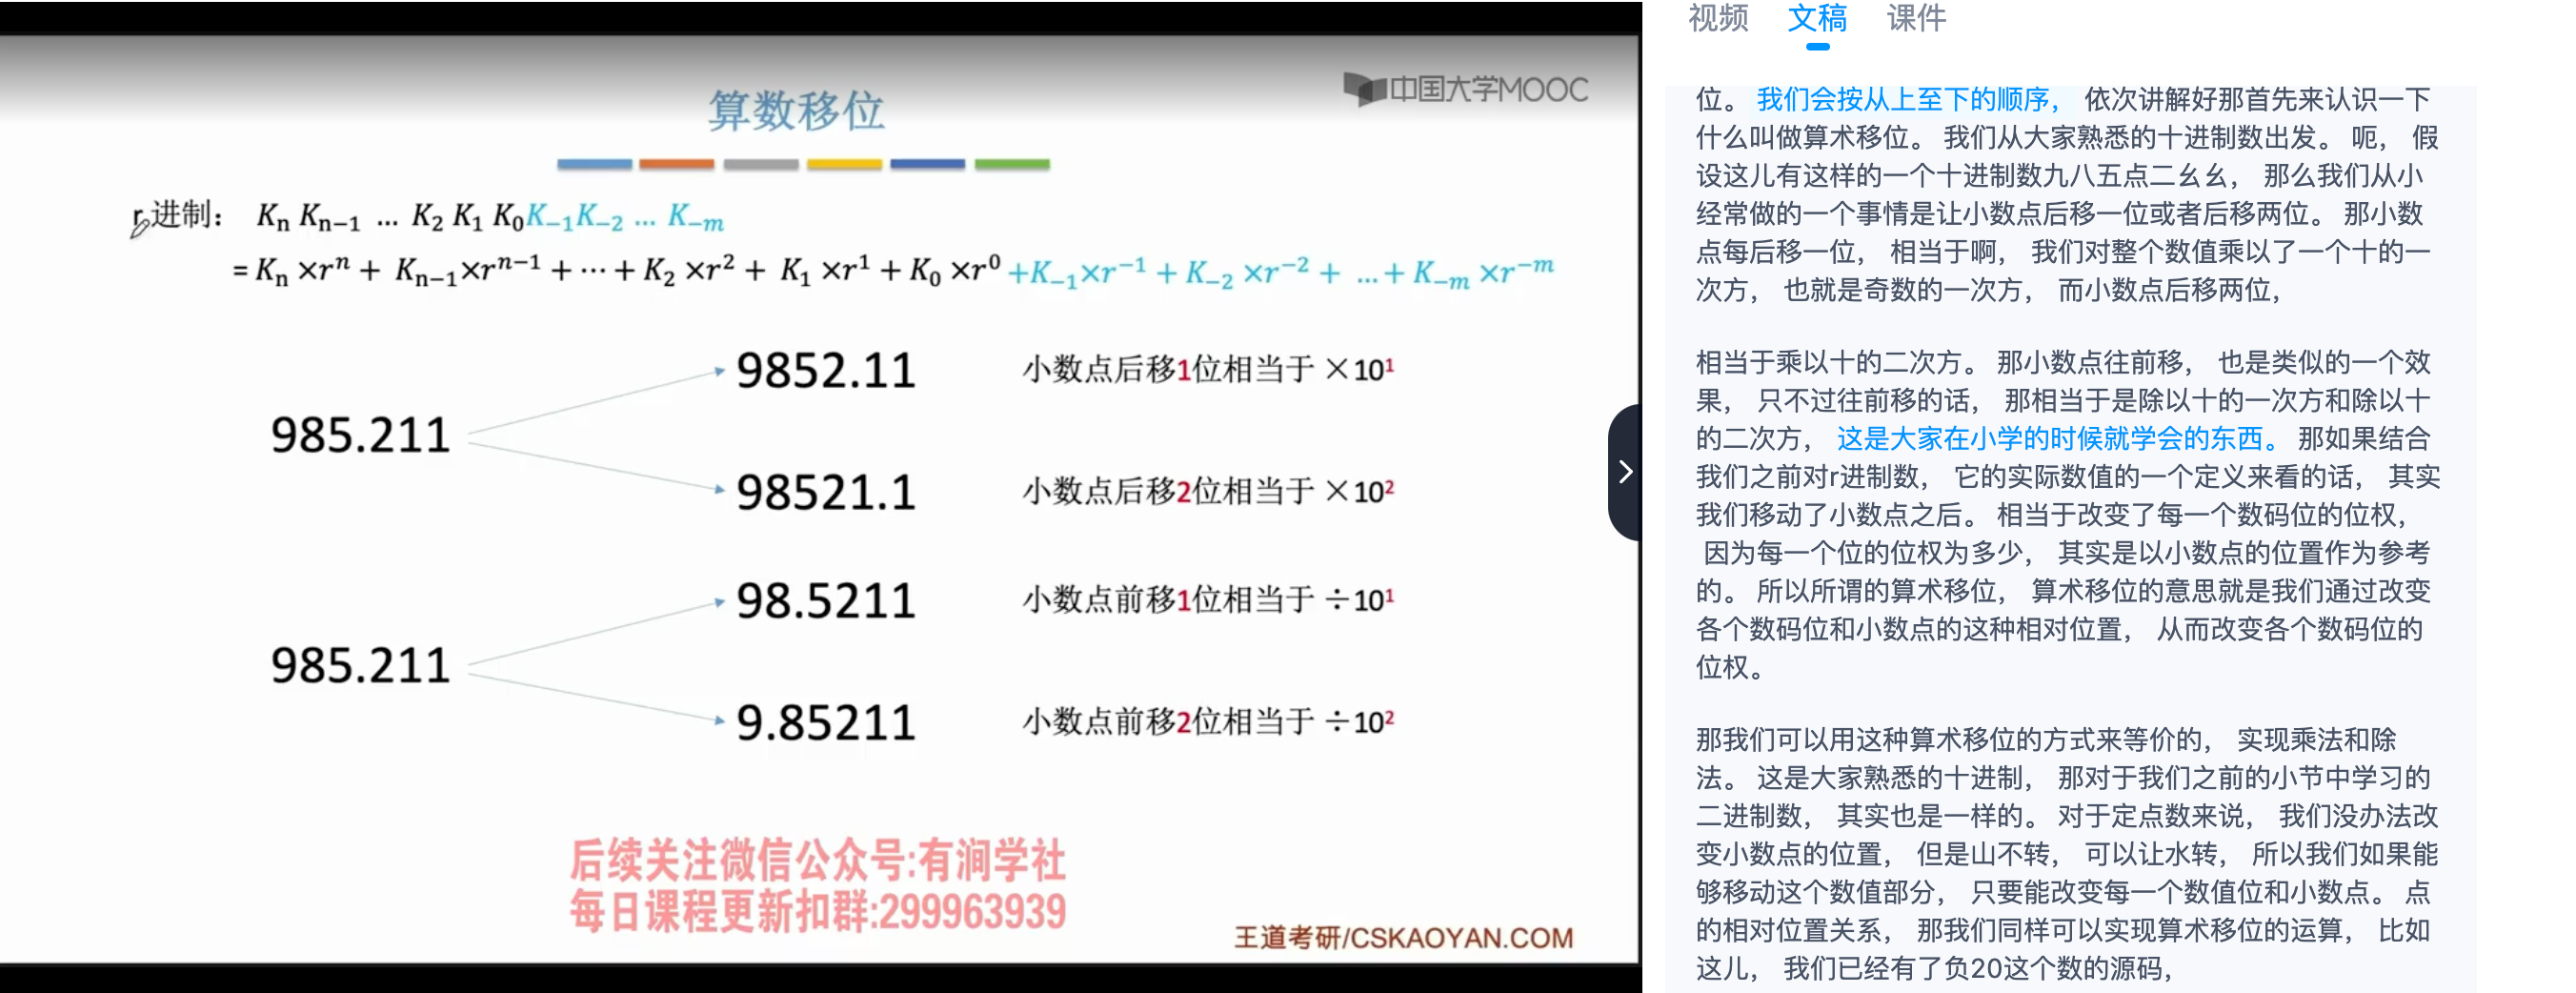 中国大学MOOC
算数移位
r进制： Kn Kn−1 … K2 K1 K0K−1K−2 … K−m
= Kn ×r^n + Kn−1×r^n−1 + ⋯ + K2 ×r^2 + K1 ×r^1 + K0 ×r^0 +K−1×r^−1 + K−2 ×r^−2 + …+ K−m ×r^−m
985.211
9852.11 小数点后移1位相当于 ×10^1
98521.1 小数点后移2位相当于 ×10^2
985.211
98.5211 小数点前移1位相当于 ÷10^1
9.85211 小数点前移2位相当于 ÷10^2
后续关注微信公众号:有涧学社
每日课程更新扣群:299963939
王道考研/CSKAOYAN.COM
视频 文稿 课件
位。 我们会按从上至下的顺序， 依次讲解好那首先来认识一下
什么叫做算术移位。 我们从大家熟悉的十进制数出发。 呃， 假
设这儿有这样的一个十进制数九八五点二幺幺， 那么我们从小
经常做的一个事情是让小数点后移一位或者后移两位。 那小数
点每后移一位， 相当于啊， 我们对整个数值乘以了一个十的一
次方， 也就是奇数的一次方， 而小数点后移两位，
相当于乘以十的二次方。 那小数点往前移， 也是类似的一个效
果， 只不过往前移的话， 那相当于是除以十的一次方和除以十
的二次方， 这是大家在小学的时候就学会的东西。 那如果结合
我们之前对r进制数， 它的实际数值的一个定义来看的话， 其实
我们移动了小数点之后。 相当于改变了每一个数码位的位权，
因为每一个位的位权为多少， 其实是以小数点的位置作为参考
的。 所以所谓的算术移位， 算术移位的意思就是我们通过改变
各个数码位和小数点的这种相对位置， 从而改变各个数码位的
位权。
那我们可以用这种算术移位的方式来等价的， 实现乘法和除
法。 这是大家熟悉的十进制， 那对于我们之前的小节中学习的
二进制数， 其实也是一样的。 对于定点数来说， 我们没办法改
变小数点的位置， 但是山不转， 可以让水转， 所以我们如果能
够移动这个数值部分， 只要能改变每一个数值位和小数点。 点
的相对位置关系， 那我们同样可以实现算术移位的运算， 比如
这儿， 我们已经有了负20这个数的源码，